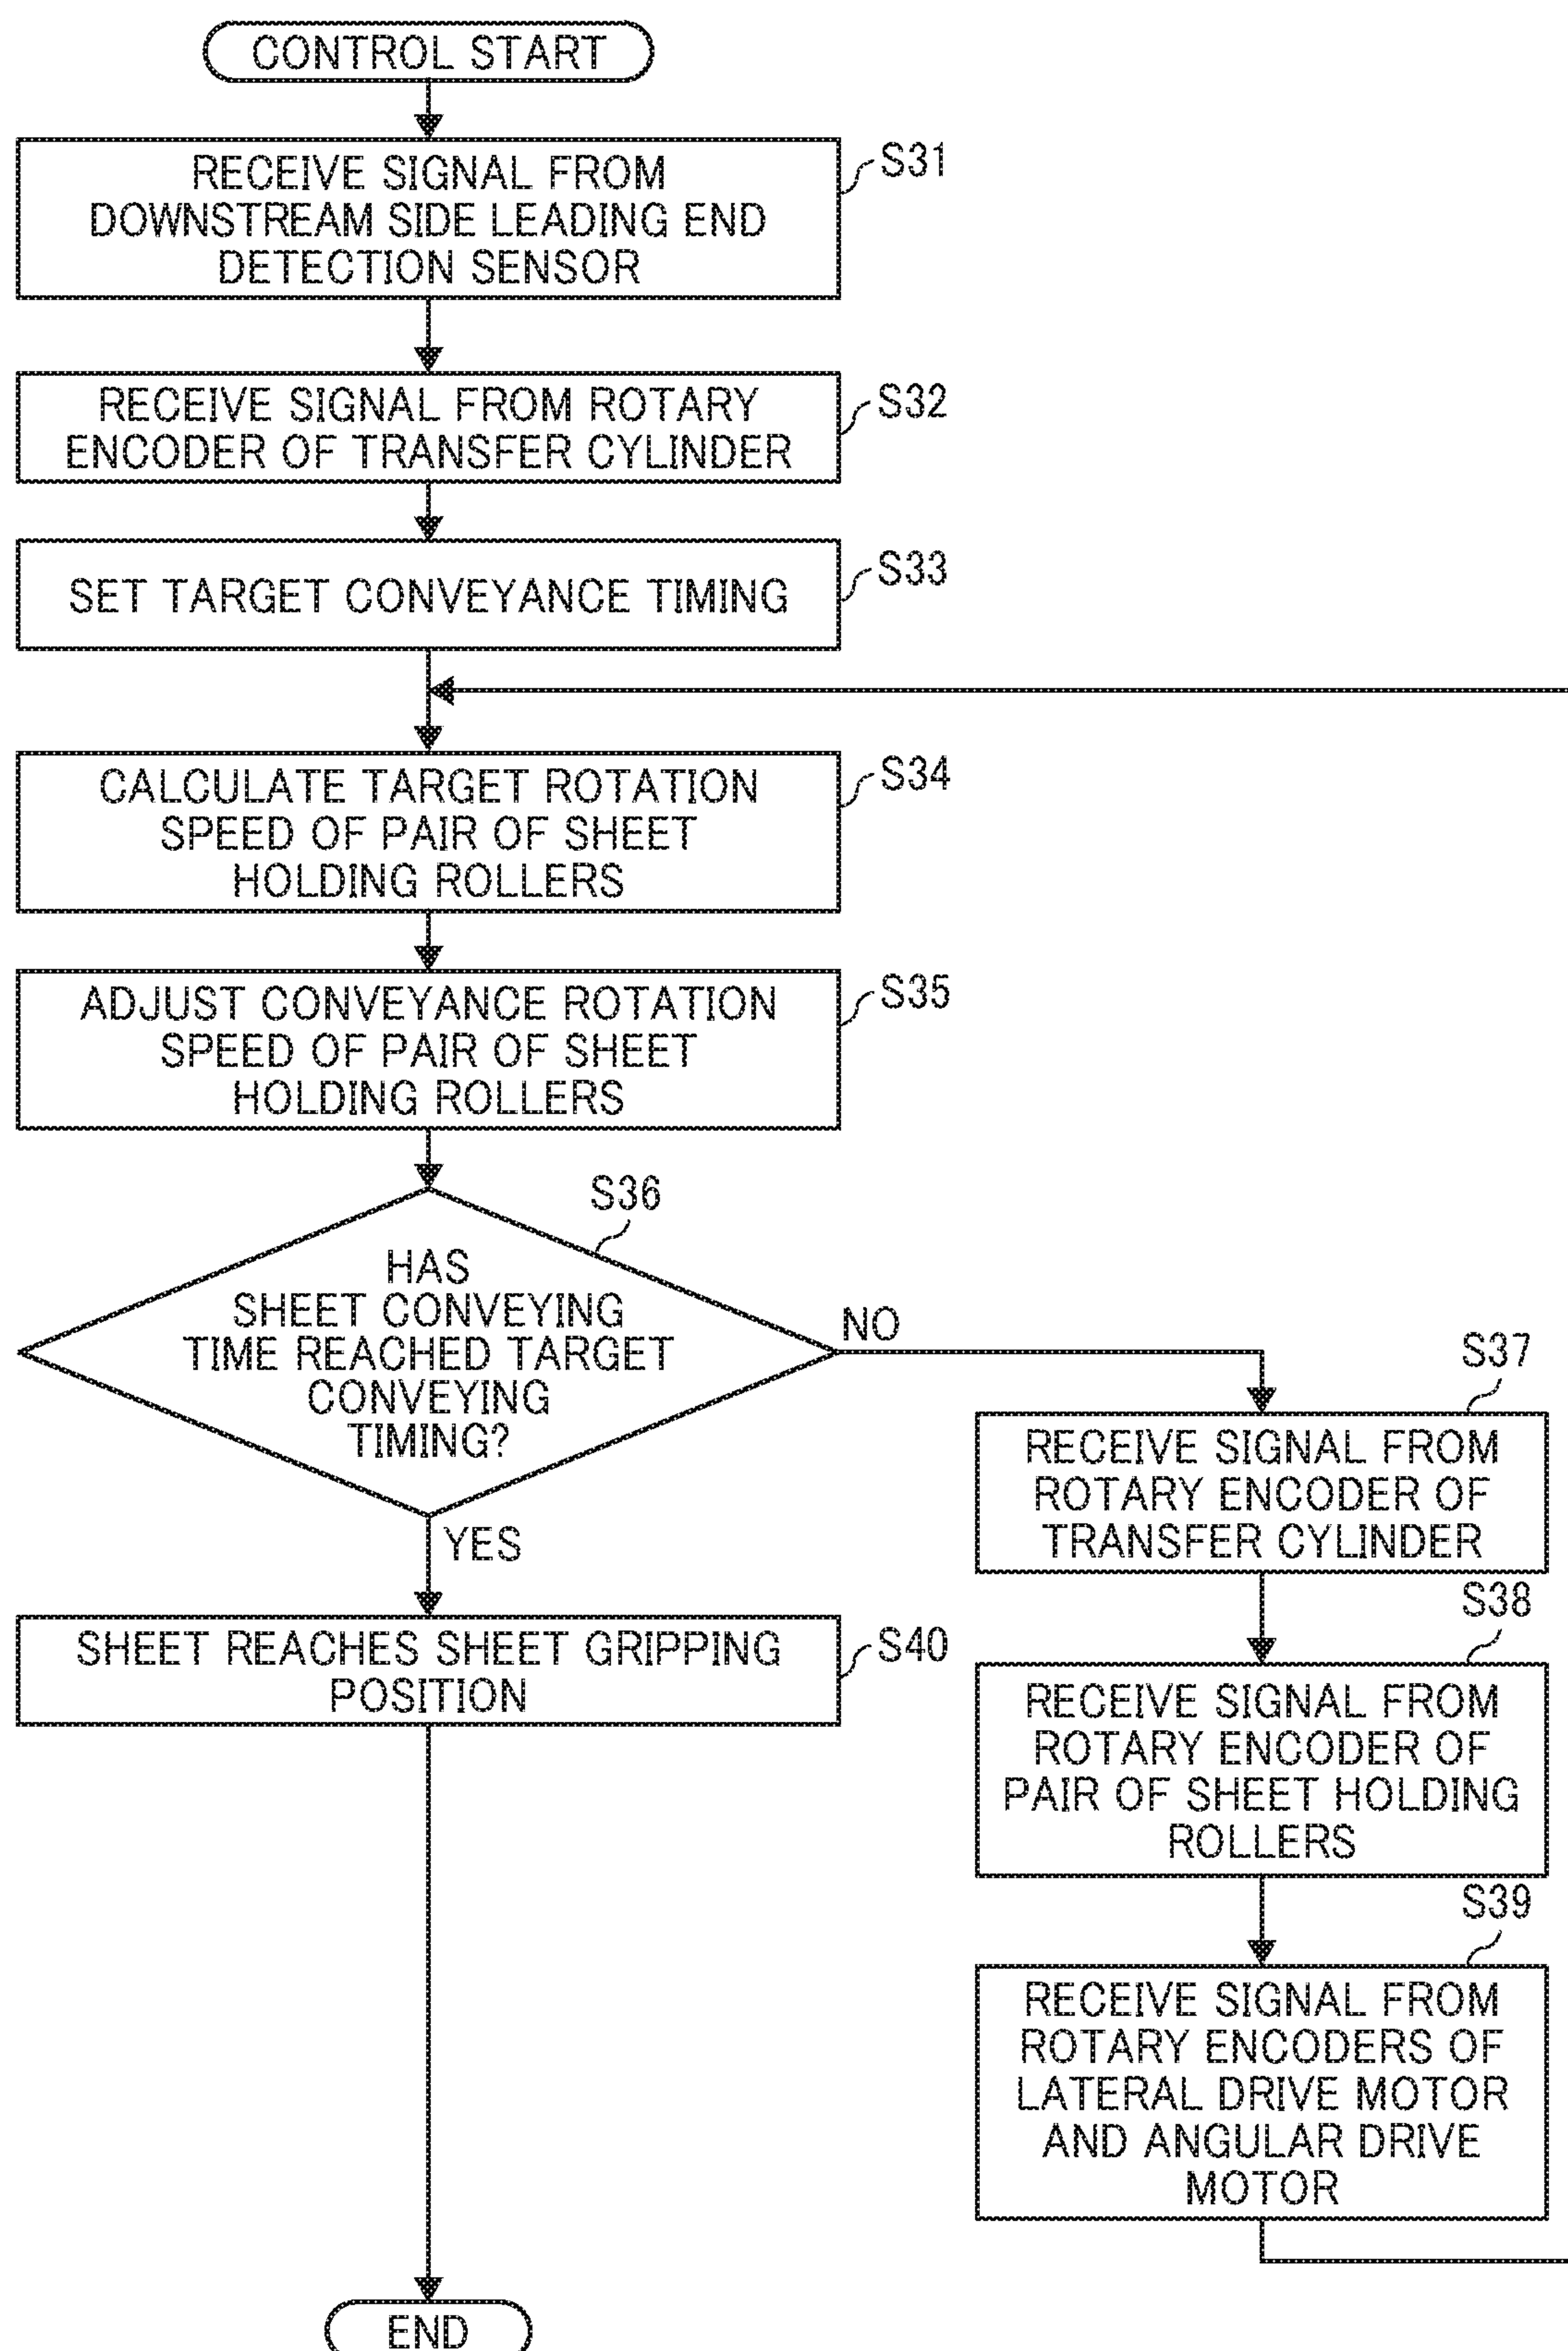 CONTROL START
RECEIVE SIGNAL FROM
DOWNSTREAM SIDE LEADING END
DETECTION SENSOR
S31
RECEIVE SIGNAL FROM ROTARY
ENCODER OF TRANSFER CYLINDER
S32
SET TARGET CONVEYANCE TIMING
S33
CALCULATE TARGET ROTATION
SPEED OF PAIR OF SHEET
HOLDING ROLLERS
S34
ADJUST CONVEYANCE ROTATION
SPEED OF PAIR OF SHEET
HOLDING ROLLERS
S35
S36
HAS
SHEET CONVEYING
TIME REACHED TARGET
CONVEYING
TIMING?
NO
YES
S37
RECEIVE SIGNAL FROM
ROTARY ENCODER OF
TRANSFER CYLINDER
S38
RECEIVE SIGNAL FROM
ROTARY ENCODER OF
PAIR OF SHEET HOLDING
ROLLERS
S39
RECEIVE SIGNAL FROM
ROTARY ENCODERS OF
LATERAL DRIVE MOTOR
AND ANGULAR DRIVE
MOTOR
SHEET REACHES SHEET GRIPPING
POSITION
S40
END